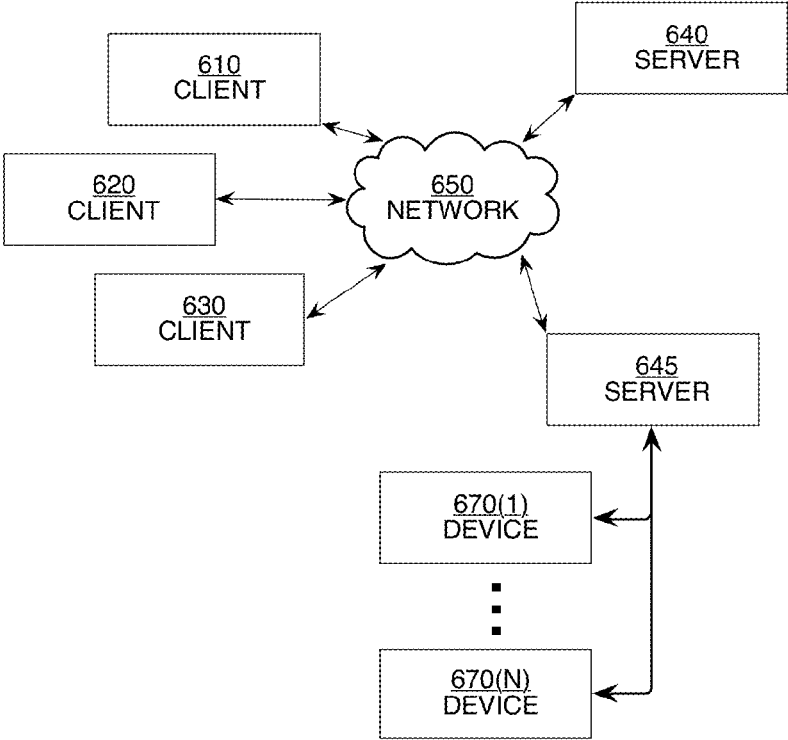 640
SERVER
610
CLIENT
620
CLIENT
650
NETWORK
630
CLIENT
645
SERVER
670(1)
DEVICE
670(N)
DEVICE